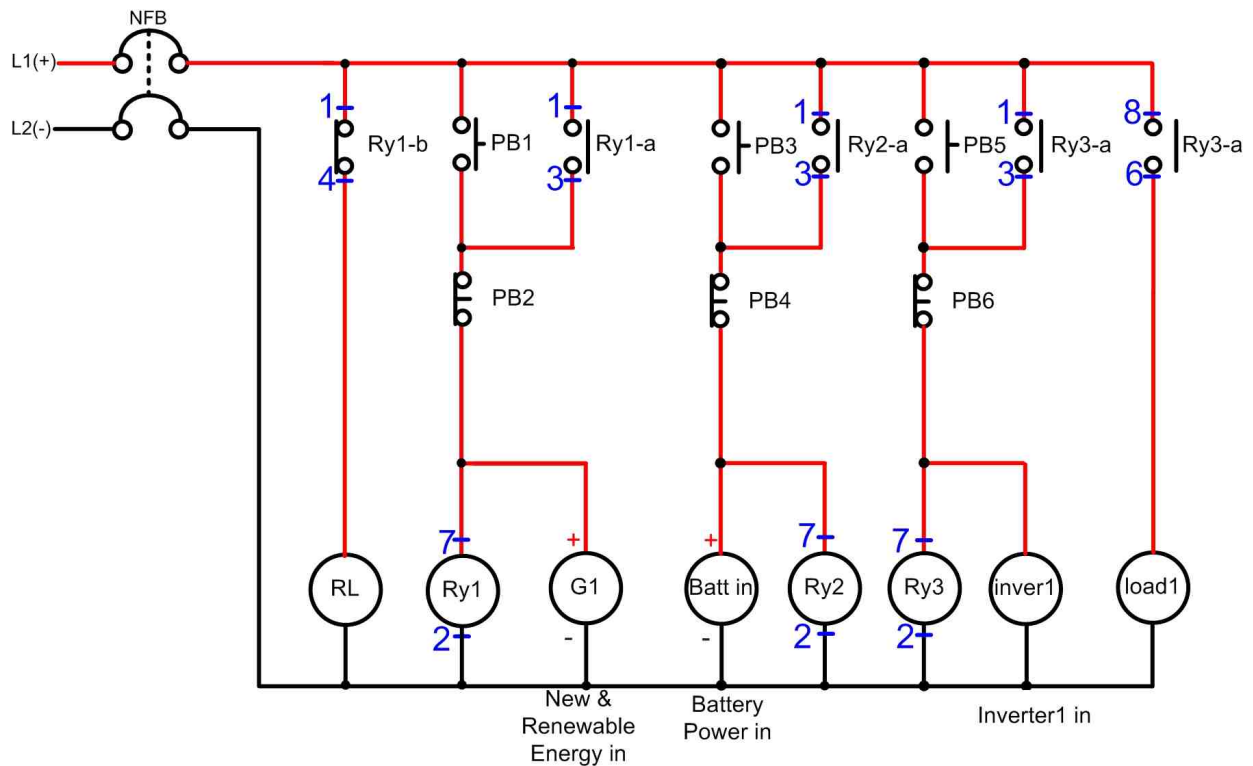 NFB
L1(+)
L2(-)
1
Ry1-b
4
PB1
1
Ry1-a
3
PB3
1
Ry2-a
3
PB5
1
Ry3-a
3
8
Ry3-a
6
PB2
PB4
PB6
7
+
+
7
7
RL
Ry1
G1
Batt in
Ry2
Ry3
inver1
load1
2
-
-
2
2
New &
Renewable
Energy in
Battery
Power in
Inverter1 in